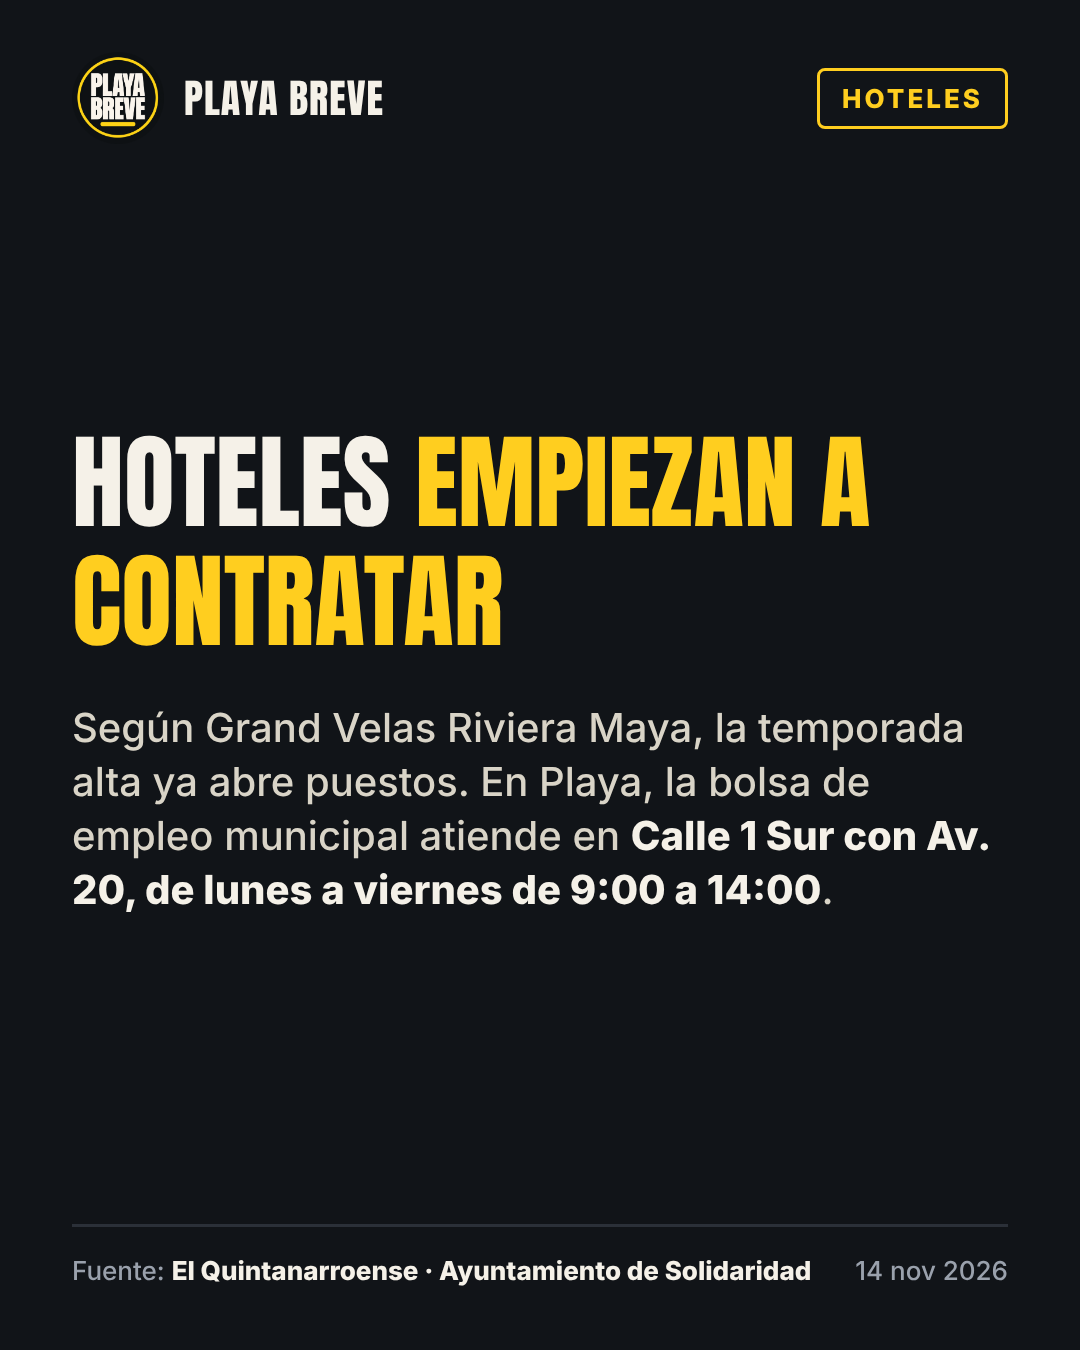 PLAYA
BREVE
PLAYA BREVE
HOTELES
HOTELES EMPIEZAN A
CONTRATAR
Según Grand Velas Riviera Maya, la temporada
alta ya abre puestos. En Playa, la bolsa de
empleo municipal atiende en Calle 1 Sur con Av.
20, de lunes a viernes de 9:00 a 14:00.
Fuente: El Quintanarroense · Ayuntamiento de Solidaridad
14 nov 2026